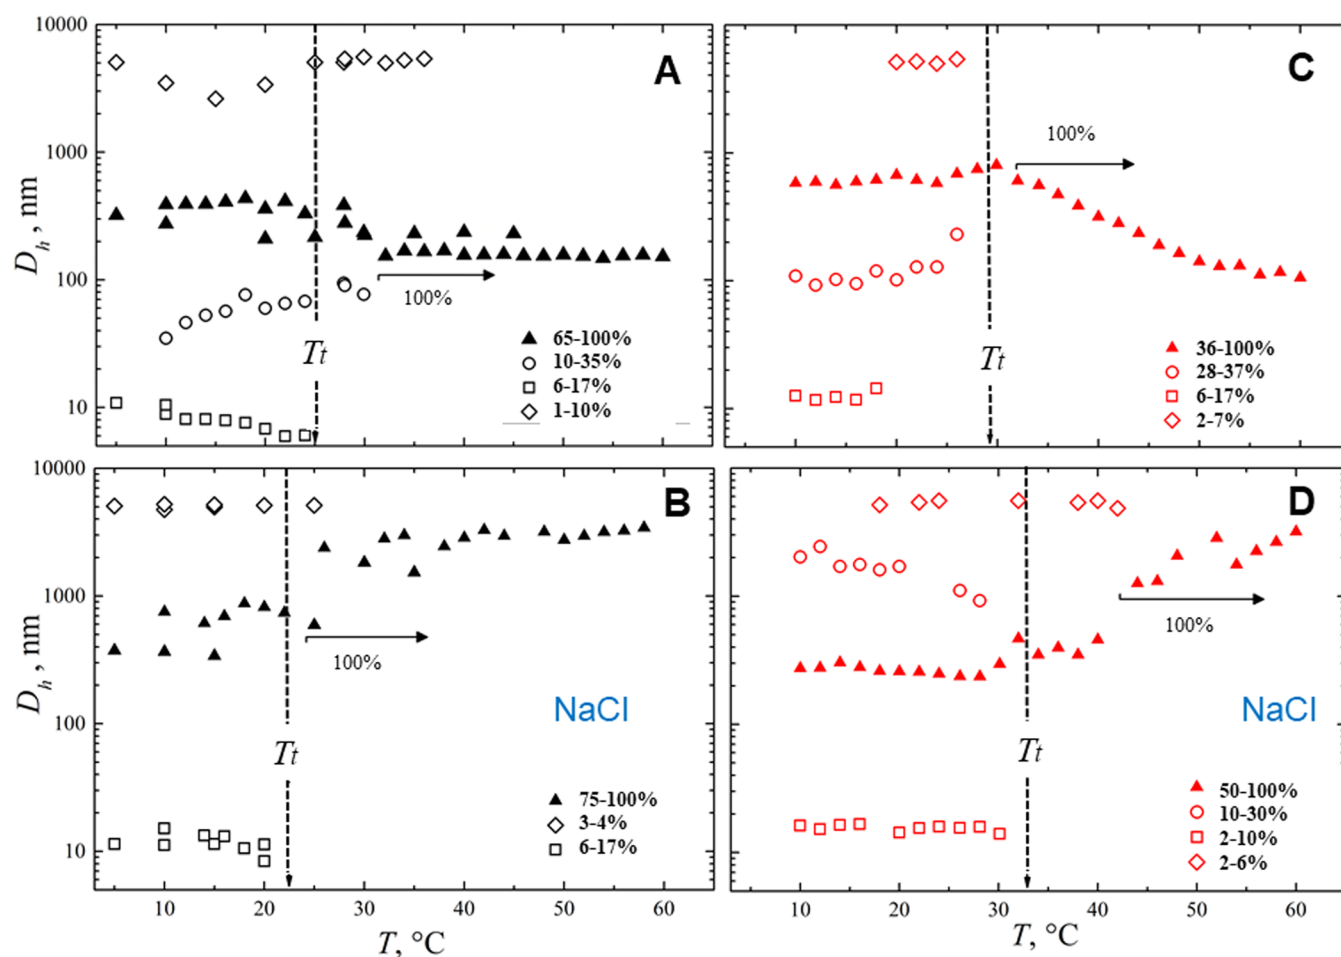 10000
1000
100
10
D_h, nm
A
T_t
100%
65-100%
10-35%
6-17%
1-10%
C
100%
T_t
36-100%
28-37%
6-17%
2-7%
10000
1000
100
10
D_h, nm
B
100%
NaCl
T_t
75-100%
3-4%
6-17%
10 20 30 40 50 60
T, °C
D
100%
NaCl
T_t
50-100%
10-30%
2-10%
2-6%
10 20 30 40 50 60
T, °C